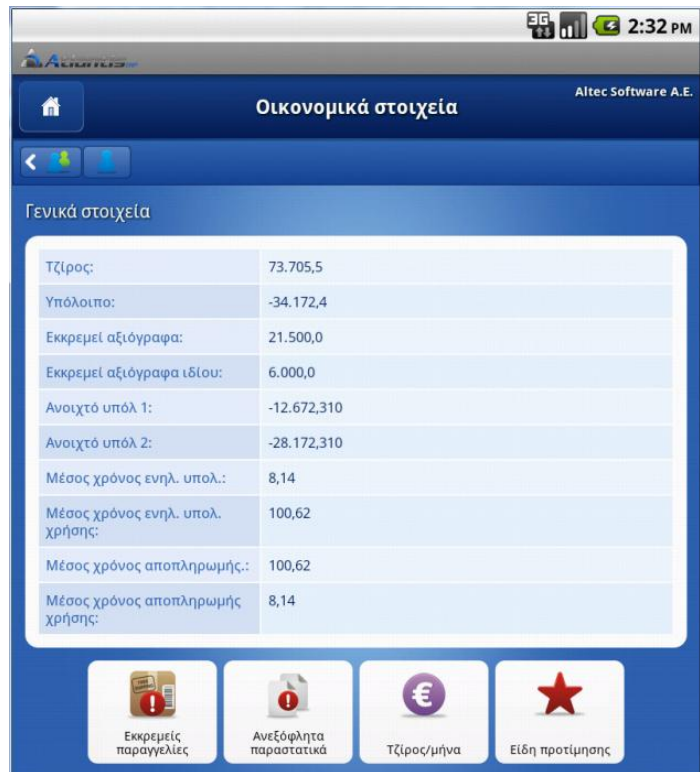 3G
2:32 PM
Atlantis
Οικονομικά στοιχεία
Altec Software A.E.
Γενικά στοιχεία
Τζίρος: 73.705,5
Υπόλοιπο: -34.172,4
Εκκρεμεί αξιόγραφα: 21.500,0
Εκκρεμεί αξιόγραφα ιδίου: 6.000,0
Ανοιχτό υπόλ 1: -12.672,310
Ανοιχτό υπόλ 2: -28.172,310
Μέσος χρόνος ενηλ. υπολ.: 8,14
Μέσος χρόνος ενηλ. υπολ. 100,62
χρήσης:
Μέσος χρόνος αποπληρωμής.: 100,62
Μέσος χρόνος αποπληρωμής 8,14
χρήσης:
Εκκρεμείς
παραγγελίες
Ανεξόφλητα
παραστατικά
Τζίρος/μήνα
Είδη προτίμησης